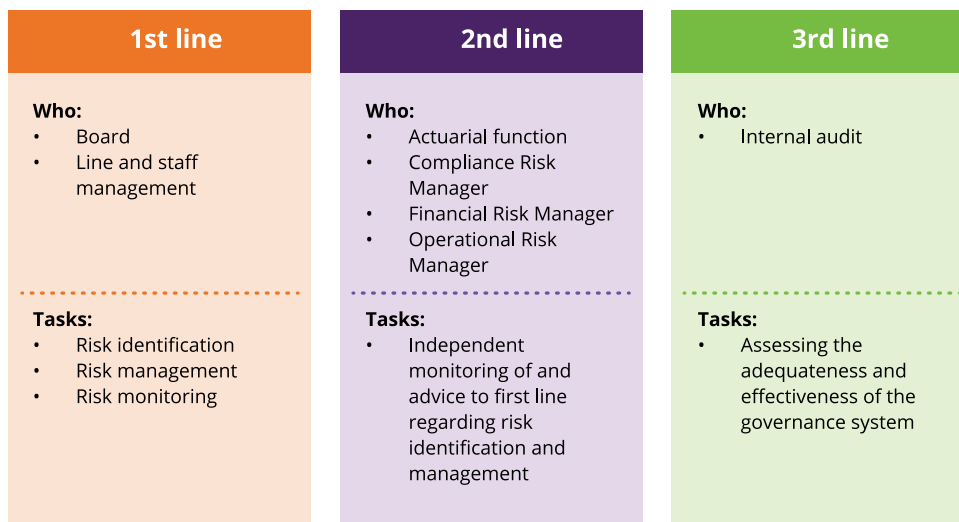 1st line
Who:
• Board
• Line and staff
management
Tasks:
• Risk identification
• Risk management
• Risk monitoring
2nd line
Who:
• Actuarial function
• Compliance Risk
Manager
• Financial Risk Manager
• Operational Risk
Manager
Tasks:
• Independent
monitoring of and
advice to first line
regarding risk
identification and
management
3rd line
Who:
• Internal audit
Tasks:
• Assessing the
adequateness and
effectiveness of the
governance system